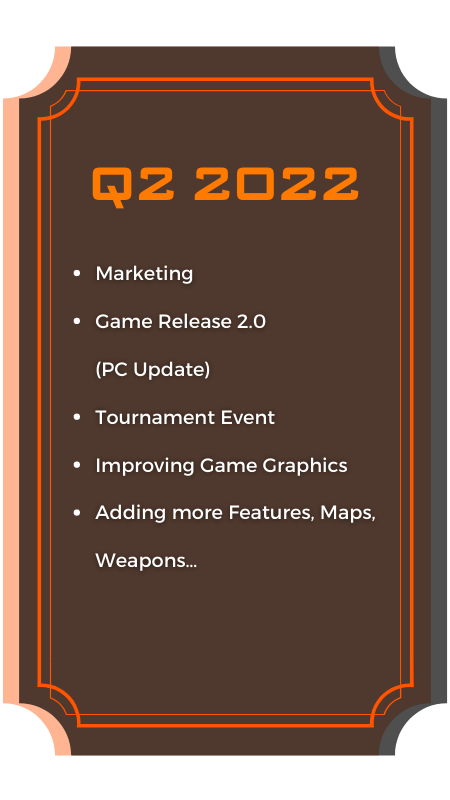 Q2 2022
• Marketing
• Game Release 2.0
(PC Update)
• Tournament Event
• Improving Game Graphics
• Adding more Features, Maps,
Weapons...